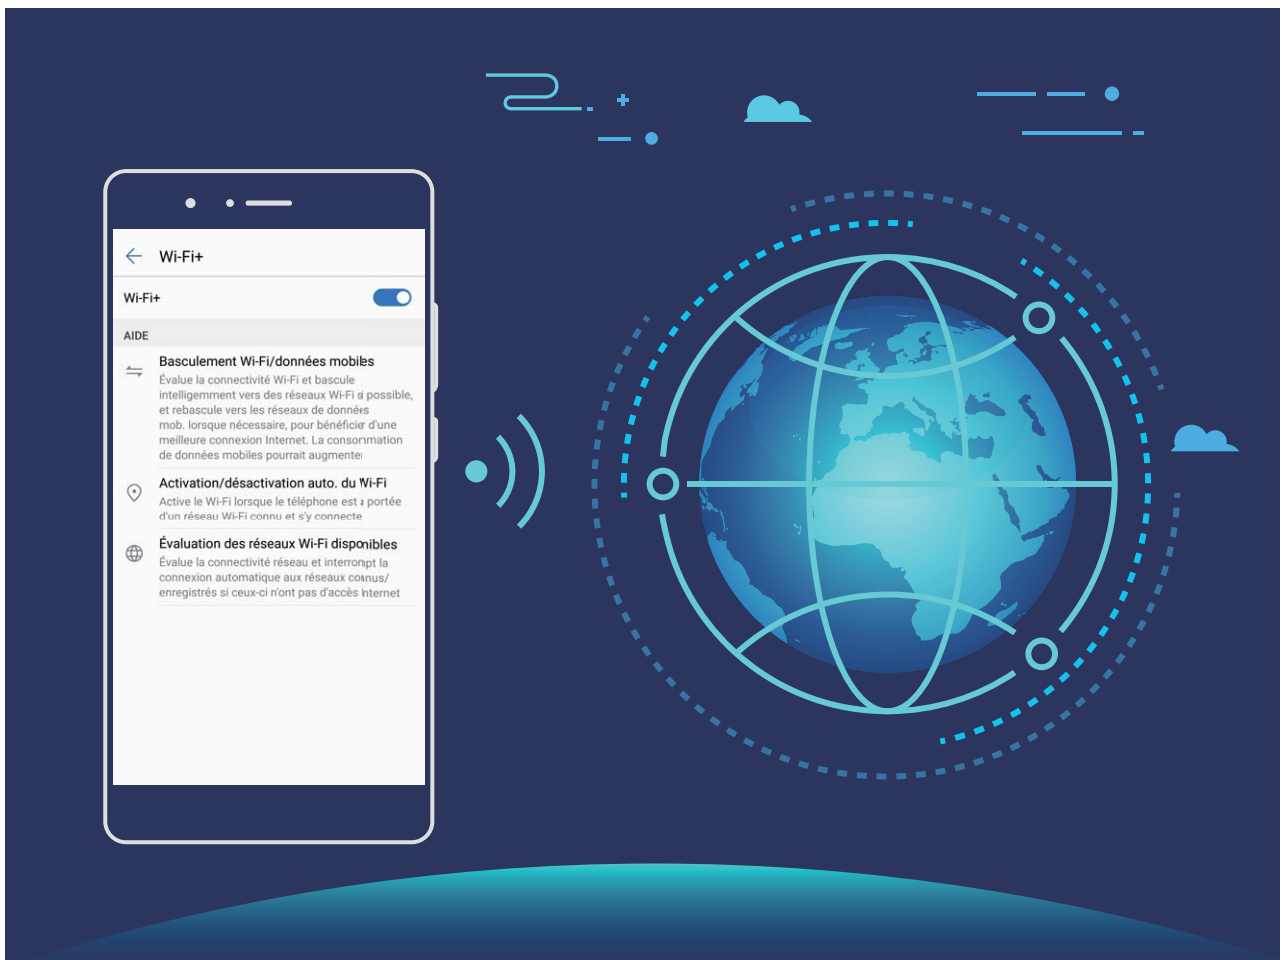 Wi-Fi+
Wi-Fi+
AIDE
Basculement Wi-Fi/données mobiles
Évalue la connectivité Wi-Fi et bascule
intelligemment vers des réseaux Wi-Fi si possible,
et rebascule vers les réseaux de données
mob. lorsque nécessaire, pour bénéficier d'une
meilleure connexion Internet. La consommation
de données mobiles pourrait augmenter
Activation/désactivation auto. du Wi-Fi
Active le Wi-Fi lorsque le téléphone est à portée
d'un réseau Wi-Fi connu et s'y connecte
Évaluation des réseaux Wi-Fi disponibles
Évalue la connectivité réseau et interrompt la
connexion automatique aux réseaux connus/
enregistrés si ceux-ci n'ont pas d'accès Internet